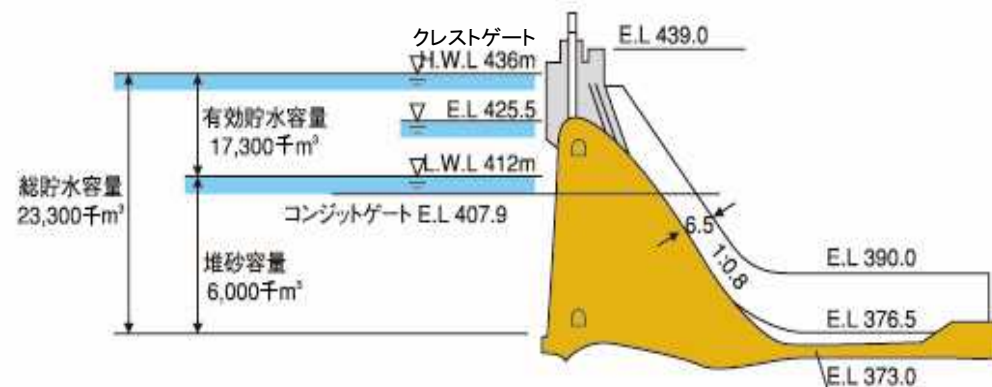 クレストゲート
H.W.L 436m
E.L 439.0
有効貯水容量
17,300千m³
E.L 425.5
L.W.L 412m
総貯水容量
23,300千m³
コンジットゲート E.L 407.9
堆砂容量
6,000千m³
6.5
1:0.8
E.L 390.0
E.L 376.5
E.L 373.0